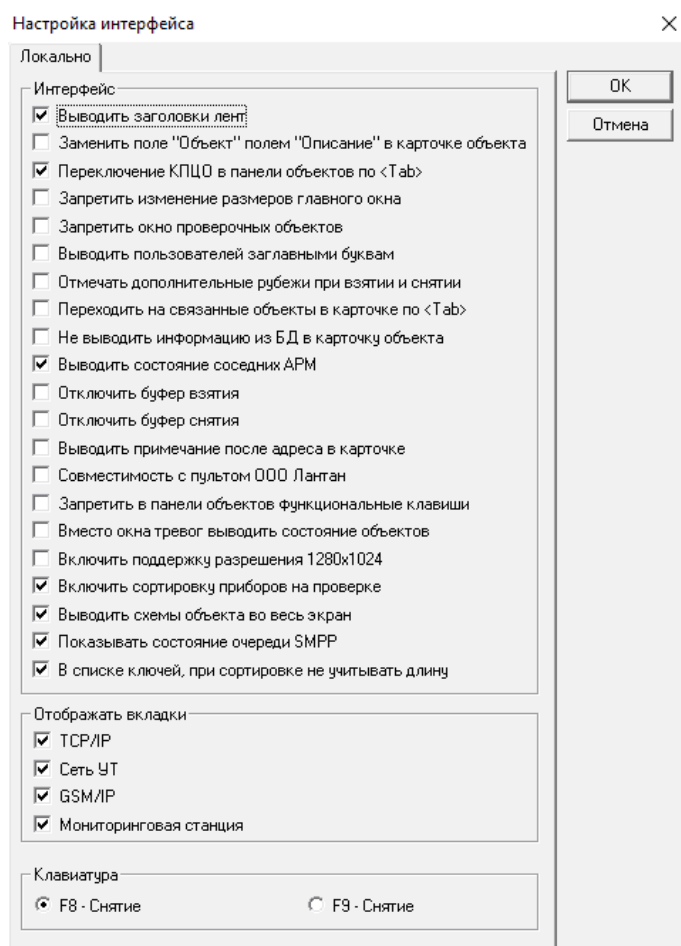 Настройка интерфейса
Локально
Интерфейс
Выводить заголовки лент
Заменить поле "Объект" полем "Описание" в карточке объекта
Переключение КПЦО в панели объектов по <Tab>
Запретить изменение размеров главного окна
Запретить окно проверочных объектов
Выводить пользователей заглавными буквам
Отмечать дополнительные рубежи при взятии и снятии
Переходить на связанные объекты в карточке по <Tab>
Не выводить информацию из БД в карточку объекта
Выводить состояние соседних АРМ
Отключить буфер взятия
Отключить буфер снятия
Выводить примечание после адреса в карточке
Совместимость с пультом ООО Лантан
Запретить в панели объектов функциональные клавиши
Вместо окна тревог выводить состояние объектов
Включить поддержку разрешения 1280x1024
Включить сортировку приборов на проверке
Выводить схемы объекта во весь экран
Показывать состояние очереди SMPP
В списке ключей, при сортировке не учитывать длину
Отображать вкладки
TCP/IP
Сеть УТ
GSM/IP
Мониторинговая станция
Клавиатура
F8 - Снятие
F9 - Снятие
OK
Отмена